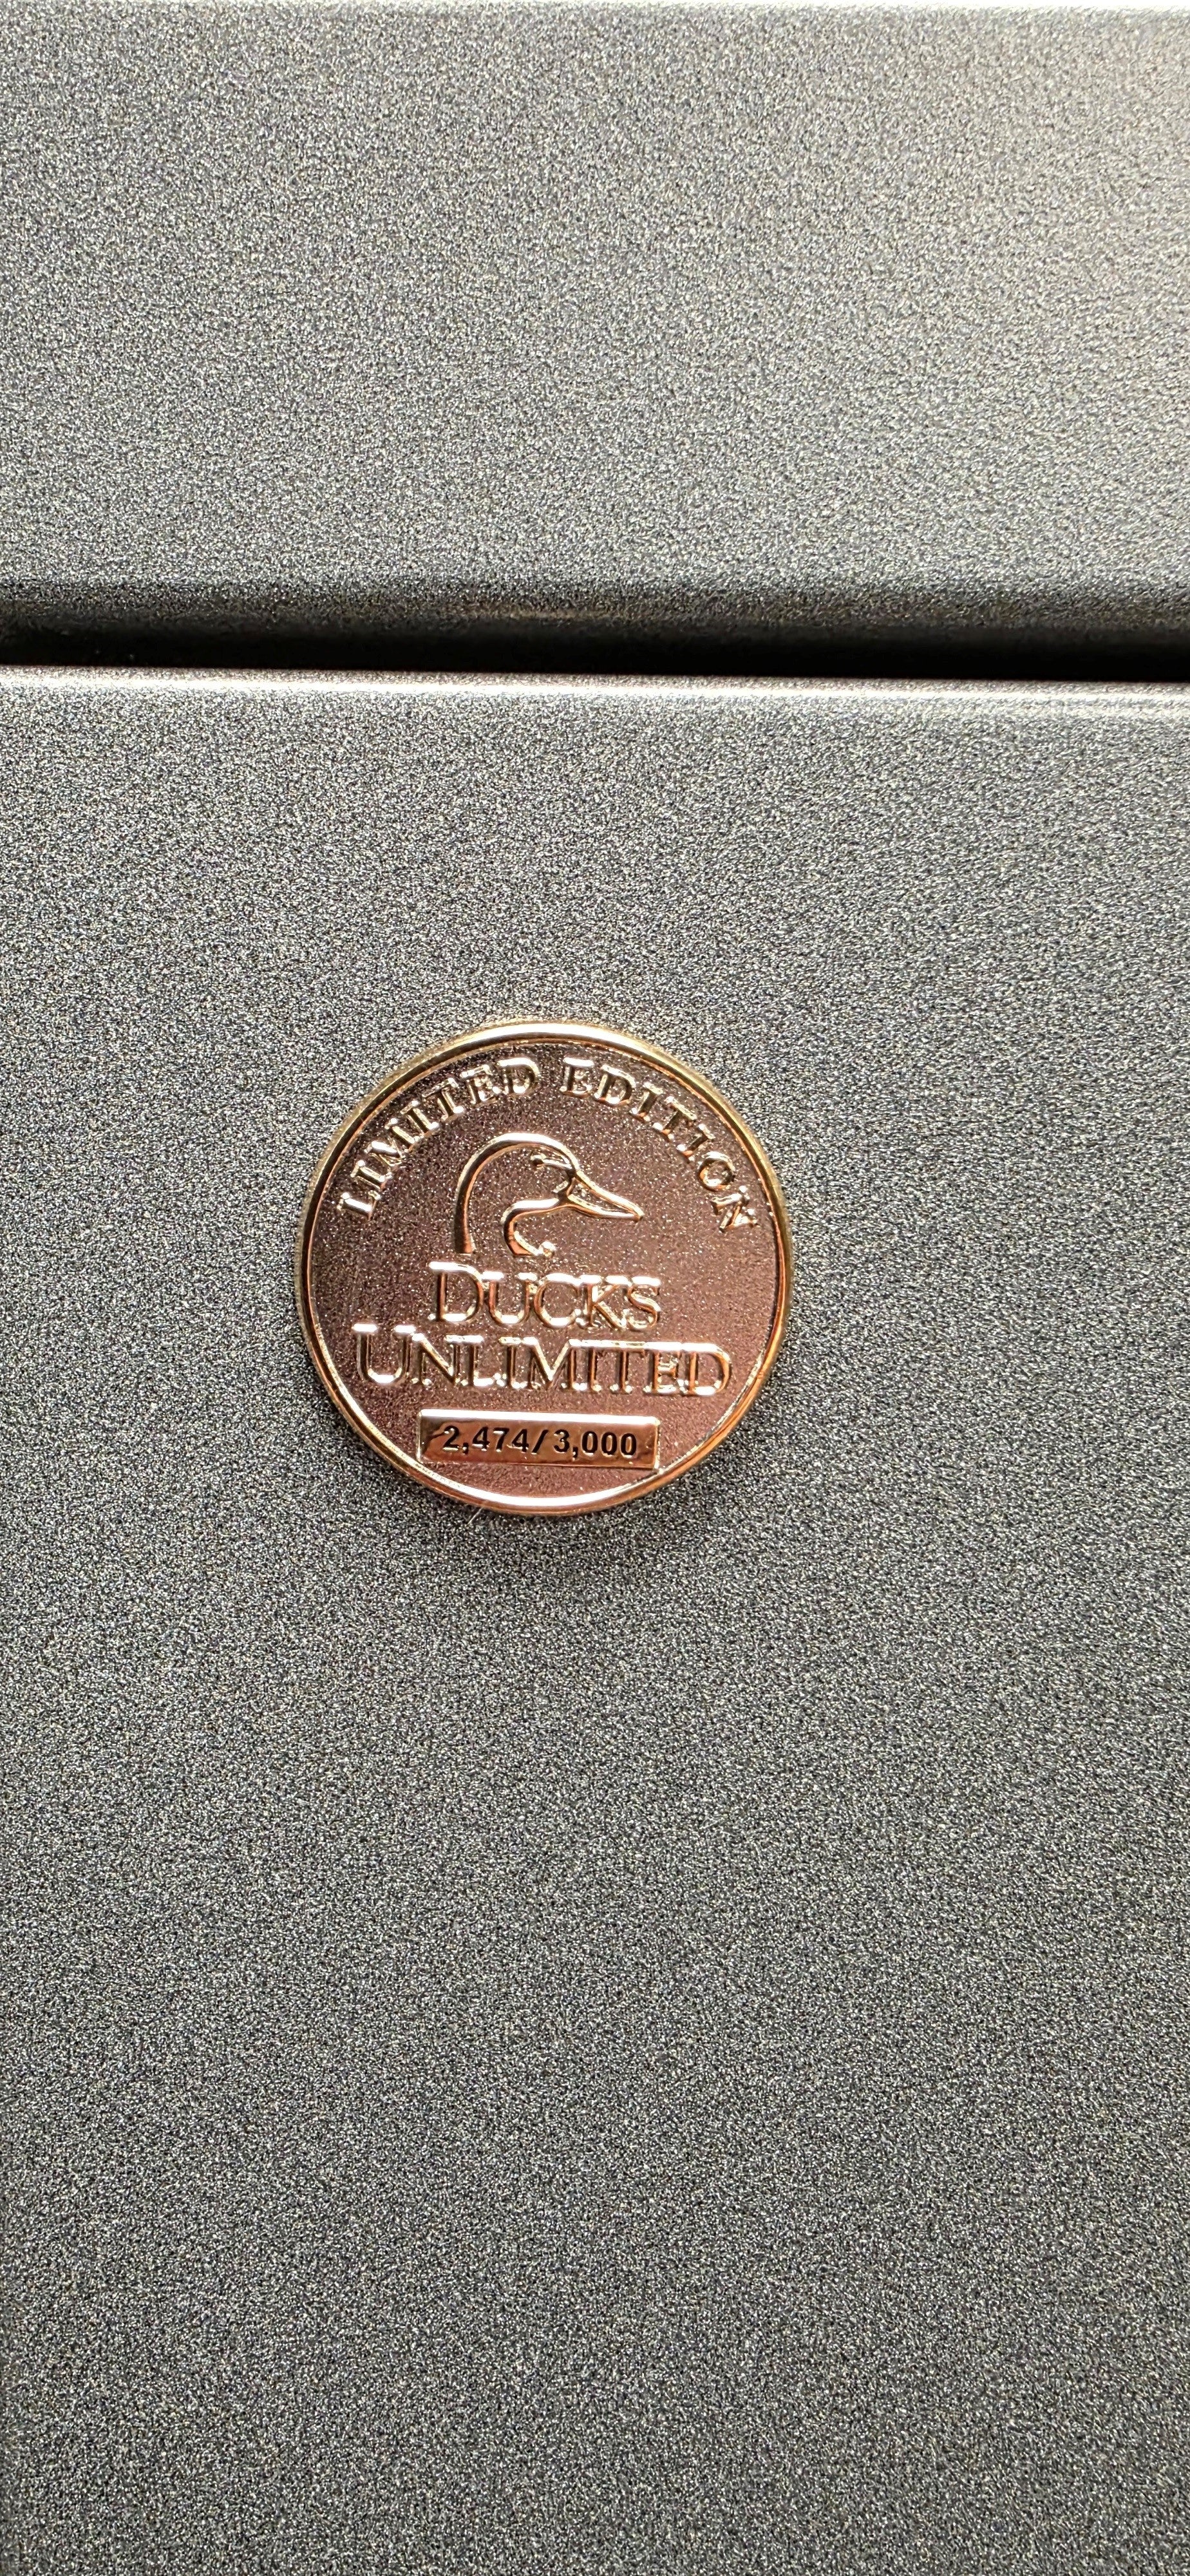 LIMITED EDITION
DUCKS
UNLIMITED
2,474/3,000